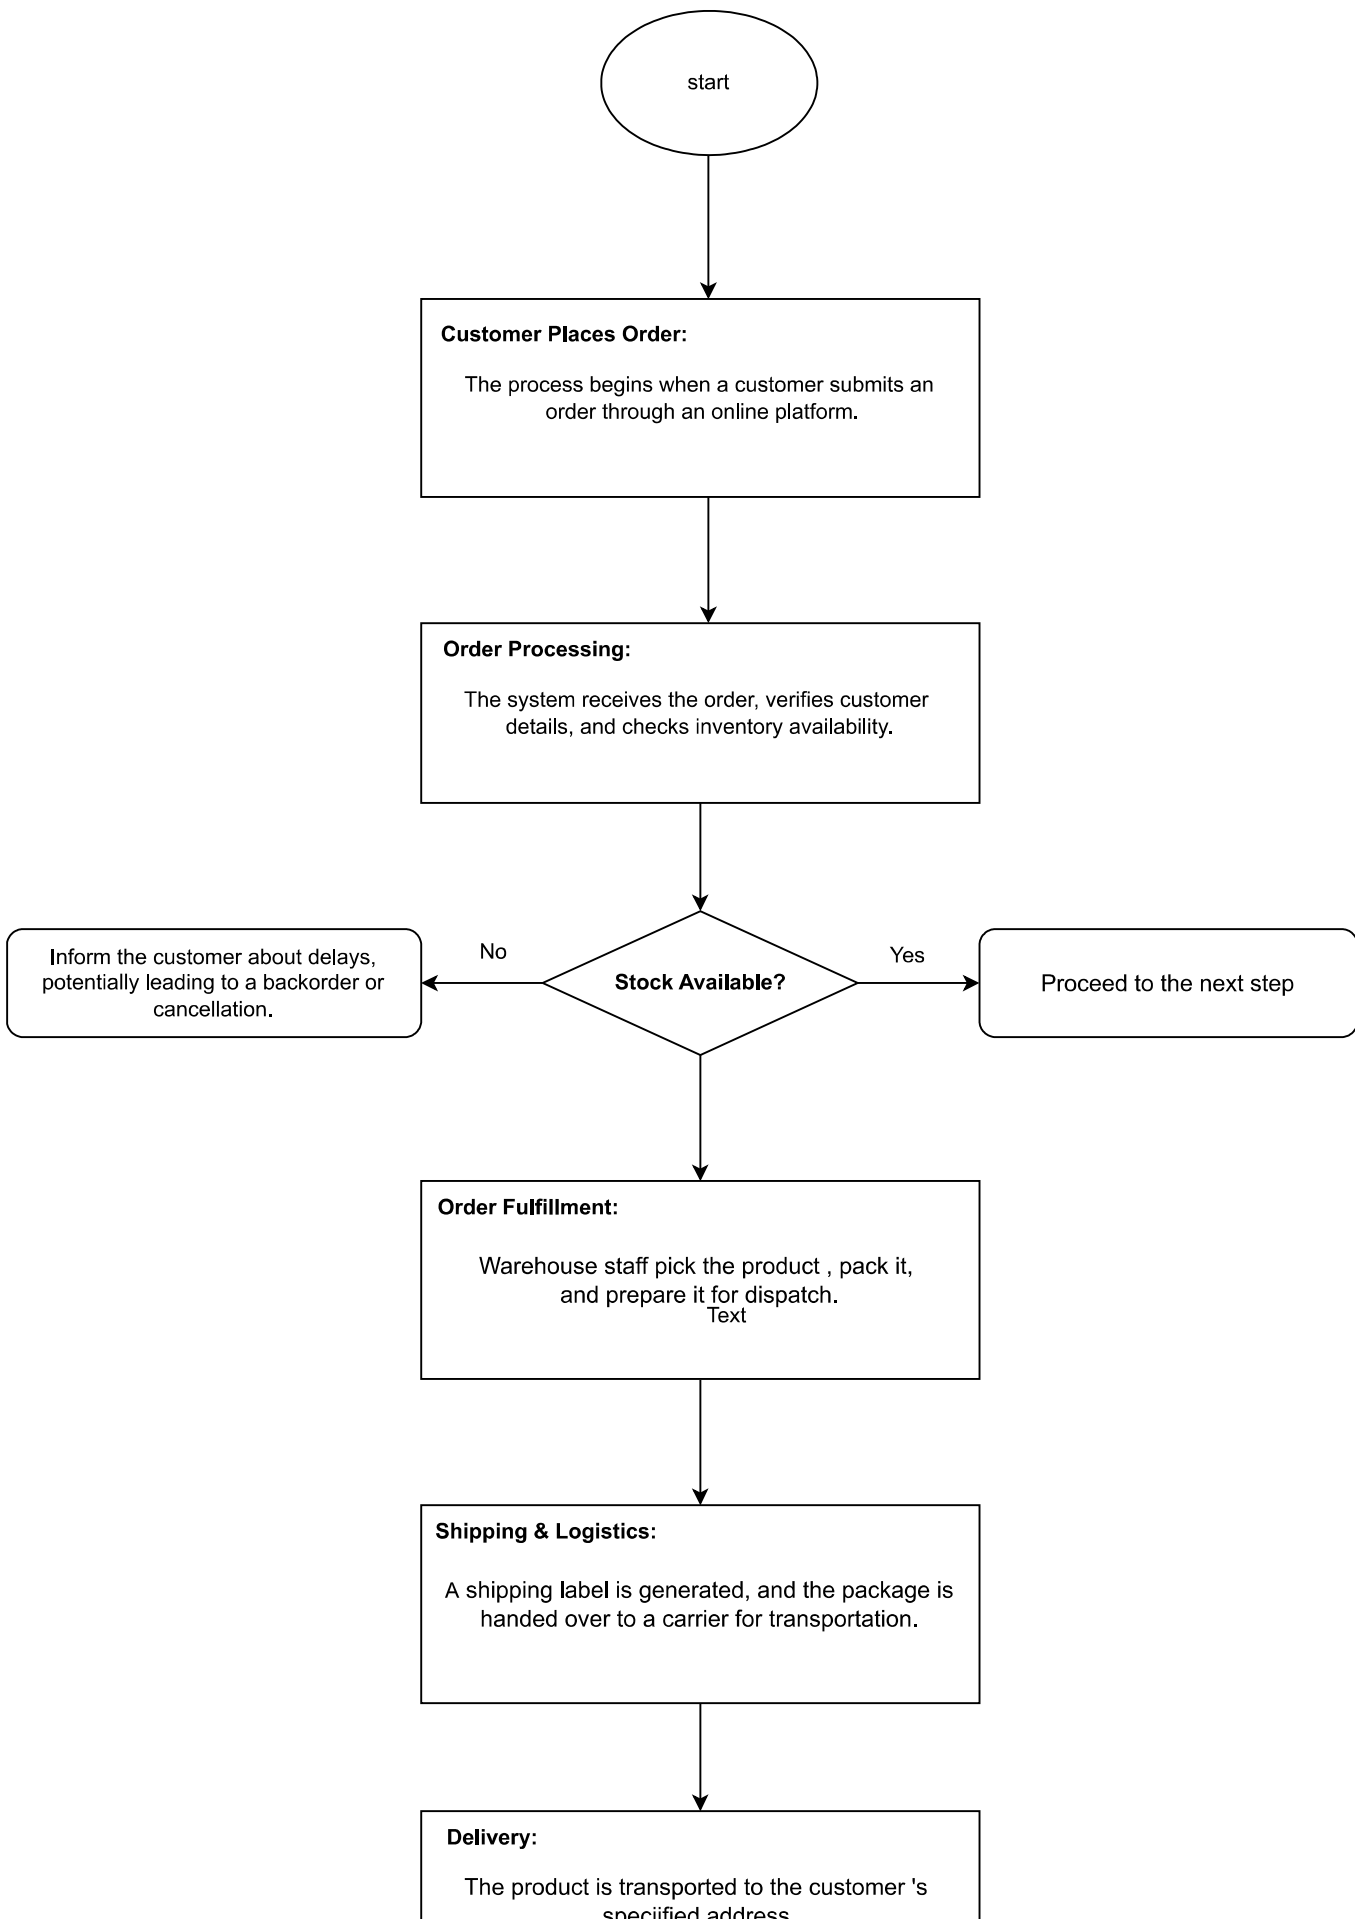 start
Customer Places Order:
The process begins when a customer submits an
order through an online platform.
Order Processing:
The system receives the order, verifies customer
details, and checks inventory availability.
No
Yes
Inform the customer about delays,
potentially leading to a backorder or
cancellation.
Stock Available?
Proceed to the next step
Order Fulfillment:
Warehouse staff pick the product , pack it,
and prepare it for dispatch.
Text
Shipping & Logistics:
A shipping label is generated, and the package is
handed over to a carrier for transportation.
Delivery:
The product is transported to the customer 's
speciified address.